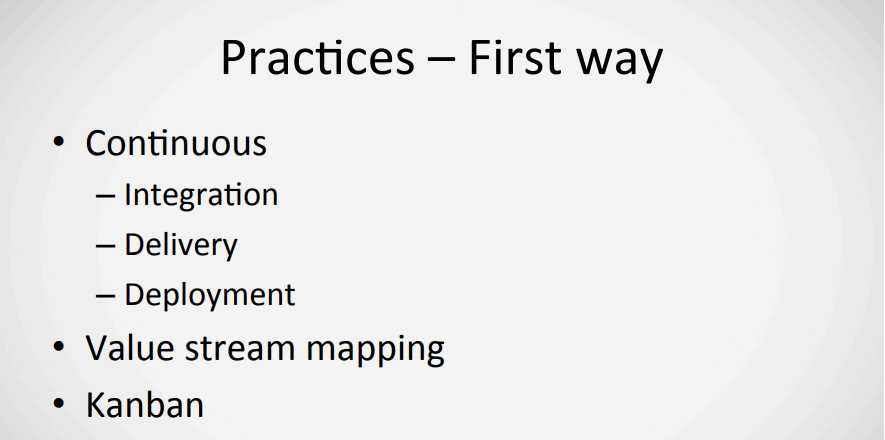 Practices – First way
• Continuous
– Integration
– Delivery
– Deployment
• Value stream mapping
• Kanban